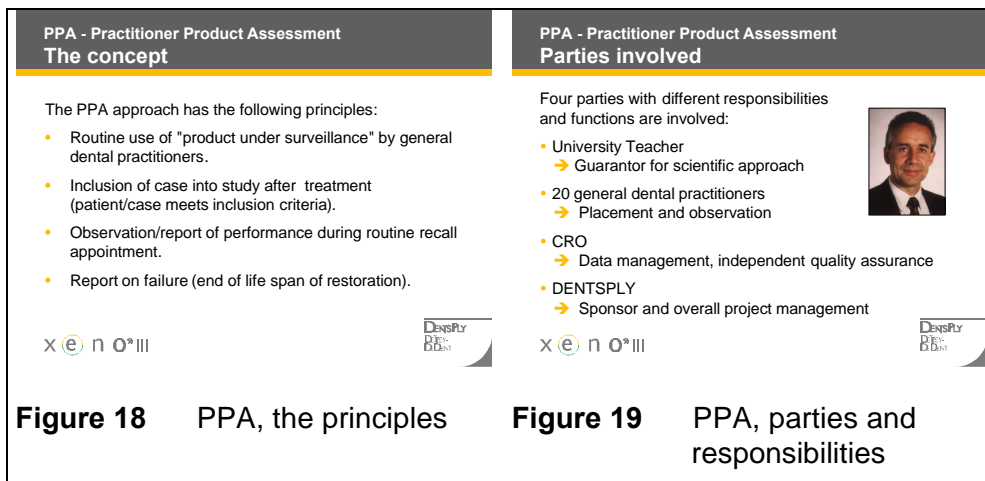 PPA - Practitioner Product Assessment
The concept
The PPA approach has the following principles:
• Routine use of "product under surveillance" by general
dental practitioners.
• Inclusion of case into study after treatment
(patient/case meets inclusion criteria).
• Observation/report of performance during routine recall
appointment.
• Report on failure (end of life span of restoration).
x e n o® III
DENTSPLY
Figure 18 PPA, the principles
PPA - Practitioner Product Assessment
Parties involved
Four parties with different responsibilities
and functions are involved:
• University Teacher
➔ Guarantor for scientific approach
• 20 general dental practitioners
➔ Placement and observation
• CRO
➔ Data management, independent quality assurance
• DENTSPLY
➔ Sponsor and overall project management
x e n o® III
DENTSPLY
Figure 19 PPA, parties and
responsibilities